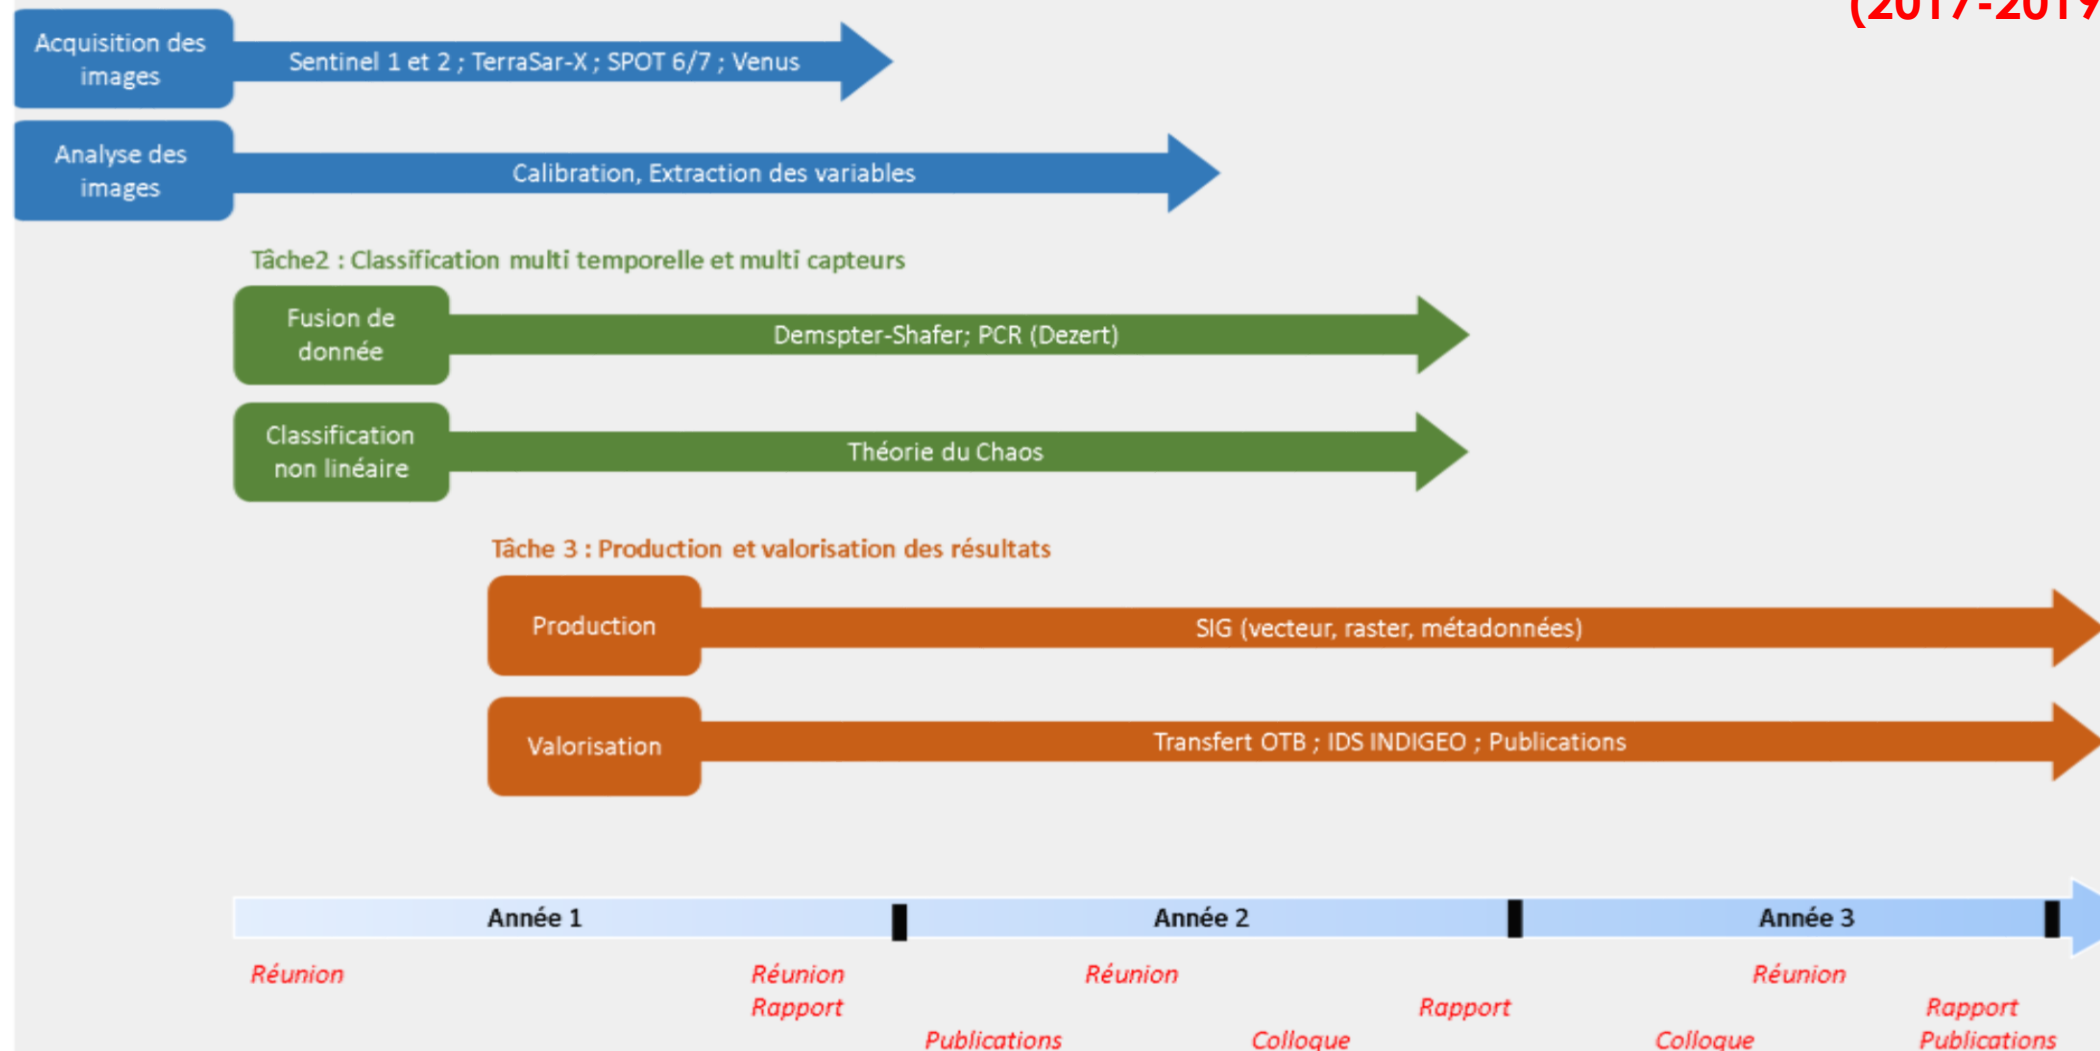 (2017-2019
Acquisition des
images
Sentinel 1 et 2 ; TerraSar-X ; SPOT 6/7 ; Venus
Analyse des
images
Calibration, Extraction des variables
Tâche2 : Classification multi temporelle et multi capteurs
Fusion de
donnée
Demspter-Shafer; PCR (Dezert)
Classification
non linéaire
Théorie du Chaos
Tâche 3 : Production et valorisation des résultats
Production
SIG (vecteur, raster, métadonnées)
Valorisation
Transfert OTB ; IDS INDIGEO ; Publications
Année 1
Année 2
Année 3
Réunion
Réunion
Réunion
Réunion
Rapport
Rapport
Rapport
Publications
Colloque
Colloque
Publications